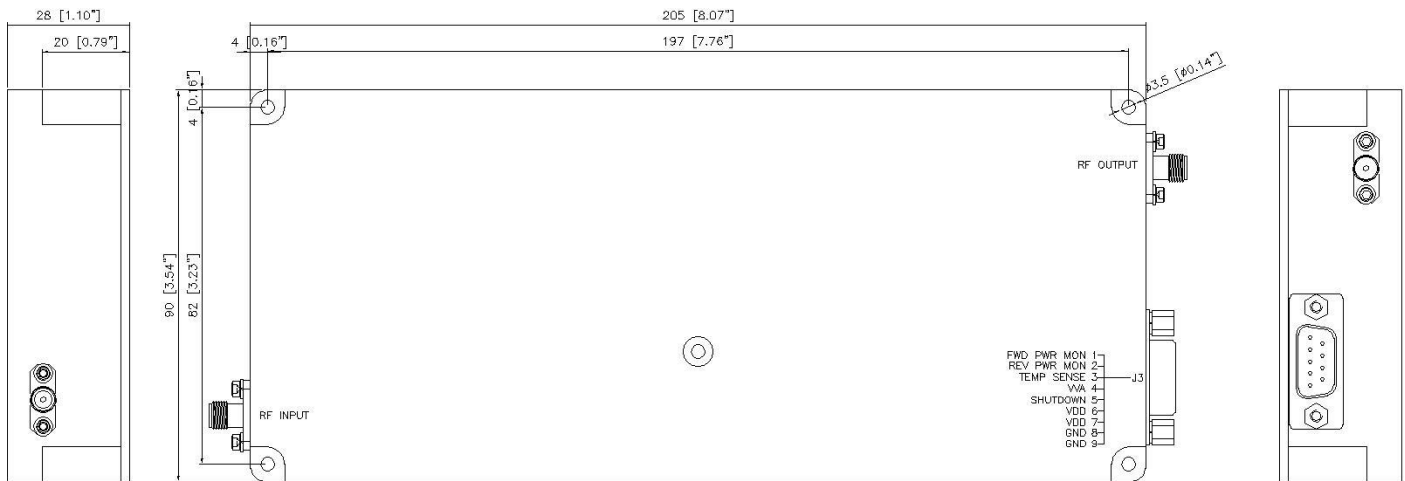 28 [1.10"]
205 [8.07"]
20 [0.79"]
4 [0.16"]
197 [7.76"]
4 [0.16"]
ø3.5 [ø0.14"]
RF OUTPUT
90 [3.54"]
82 [3.23"]
FWD PWR MON 1
REV PWR MON 2
TEMP SENSE 3
J3
VVA 4
SHUTDOWN 5
VDD 6
VDD 7
GND 8
GND 9
RF INPUT